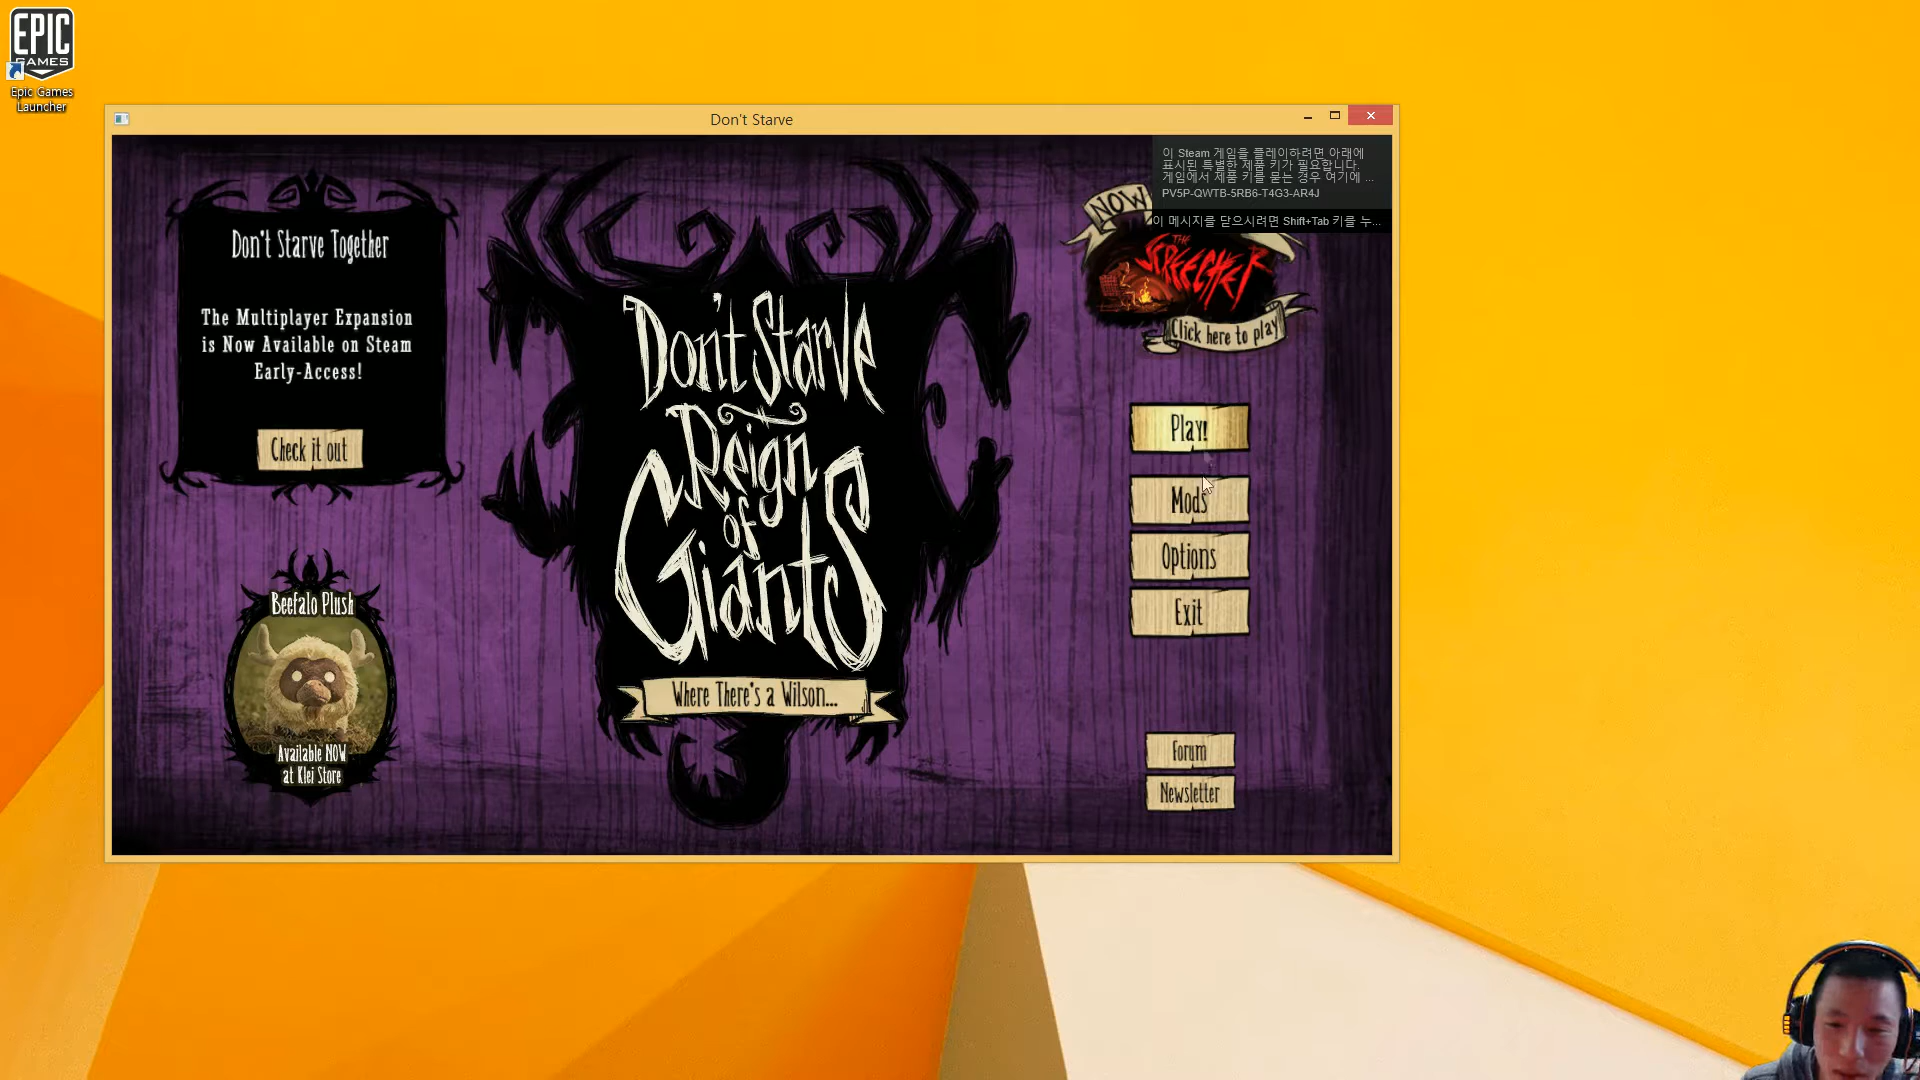 EPIC
GAMES
Epic Games
Launcher
Don't Starve
이 Steam 게임을 플레이하려면 아래에
표시된 특별한 제품 키가 필요합니다.
게임에서 제품 키를 묻는 경우 여기에 ...
PV5P-QWTB-5RB6-T4G3-AR4J
이 메시지를 닫으시려면 Shift+Tab 키를 누...
NOW
THE
SCREECHER
Click here to play
Don't Starve Together
The Multiplayer Expansion
is Now Available on Steam
Early-Access!
Check it out
Don't Starve
Reign
of
Giants
Where There's a Wilson...
Play!
Mods
Options
Exit
Beefalo Plush
Available NOW
at Klei Store
Forum
Newsletter